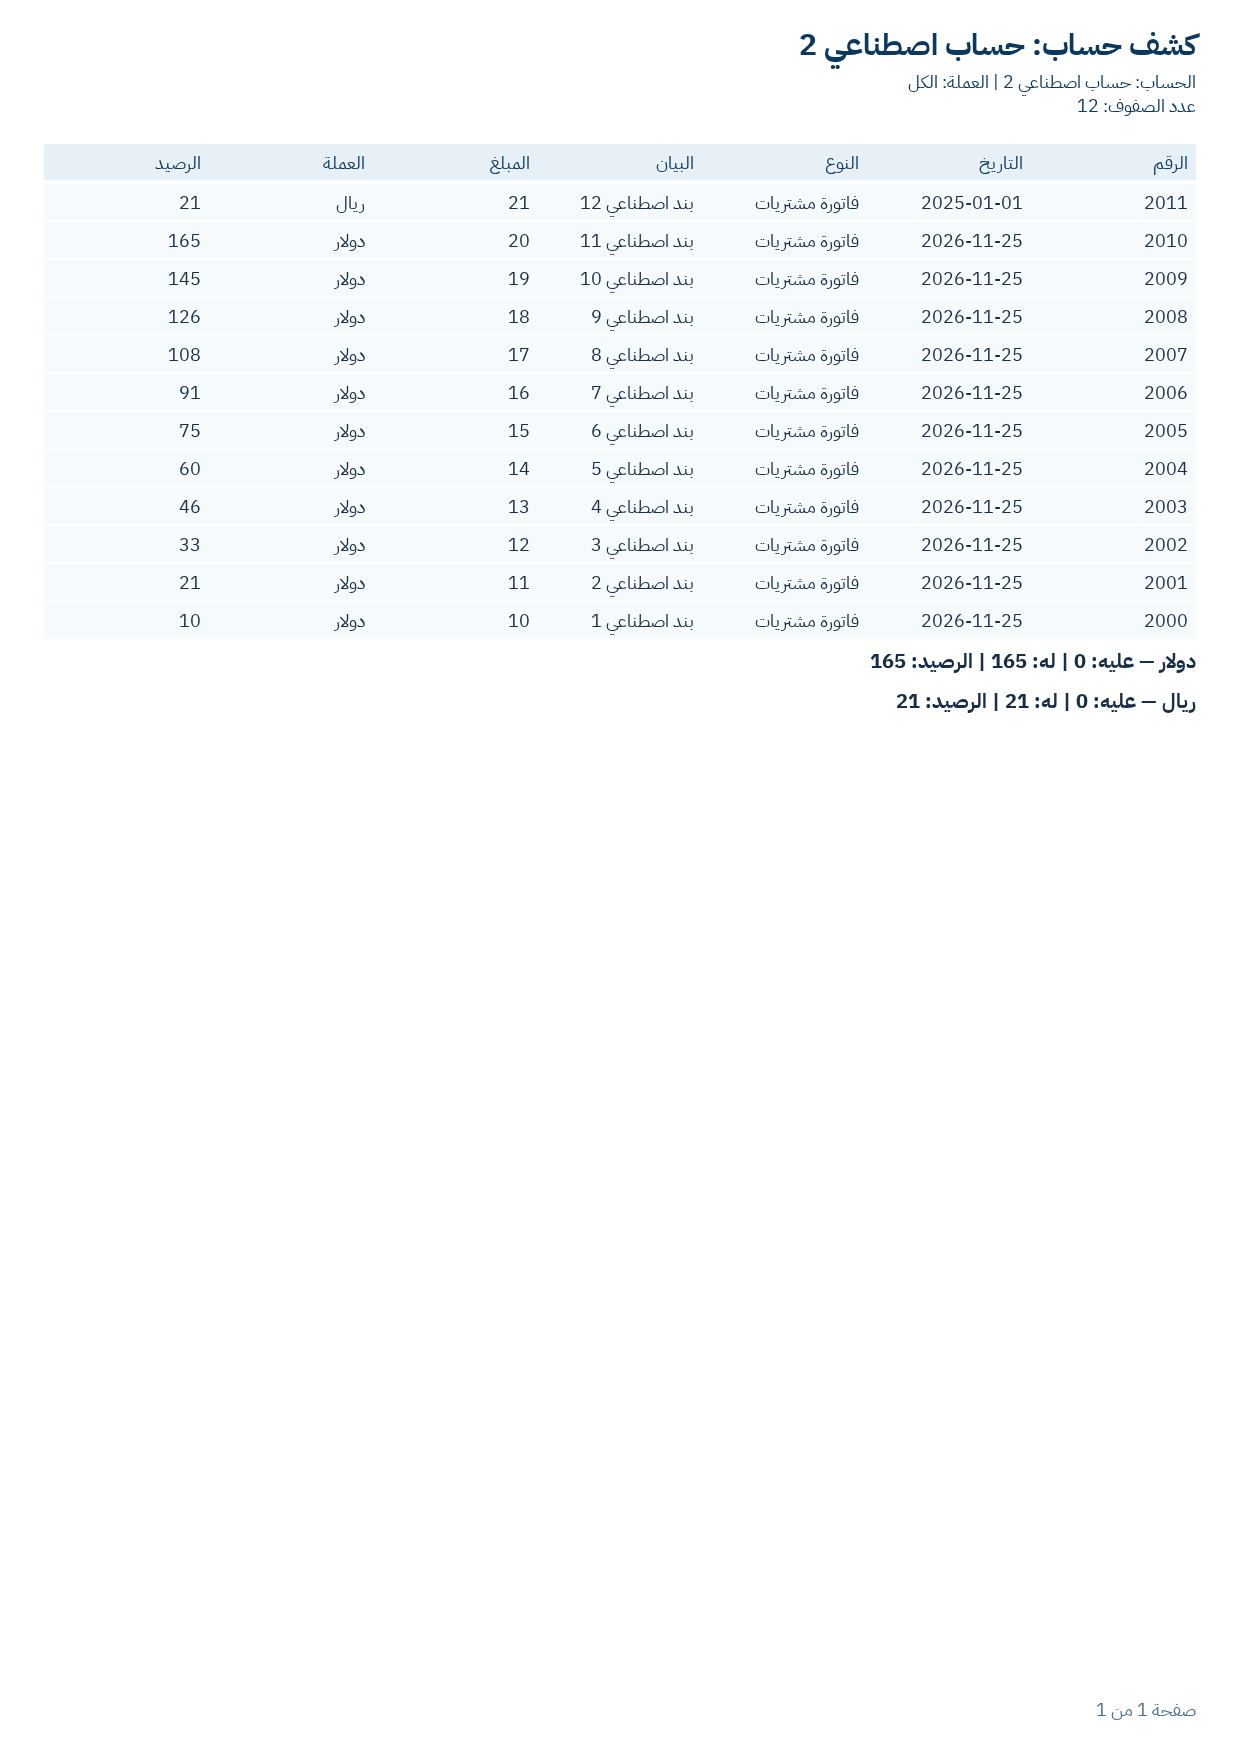 كشف حساب: حساب اصطناعي 2
الحساب: حساب اصطناعي 2 | العملة: الكل
عدد الصفوف: 12
الرقم التاريخ النوع البيان المبلغ العملة الرصيد
2011 2025-01-01 فاتورة مشتريات بند اصطناعي 12 21 ريال 21
2010 2026-11-25 فاتورة مشتريات بند اصطناعي 11 20 دولار 165
2009 2026-11-25 فاتورة مشتريات بند اصطناعي 10 19 دولار 145
2008 2026-11-25 فاتورة مشتريات بند اصطناعي 9 18 دولار 126
2007 2026-11-25 فاتورة مشتريات بند اصطناعي 8 17 دولار 108
2006 2026-11-25 فاتورة مشتريات بند اصطناعي 7 16 دولار 91
2005 2026-11-25 فاتورة مشتريات بند اصطناعي 6 15 دولار 75
2004 2026-11-25 فاتورة مشتريات بند اصطناعي 5 14 دولار 60
2003 2026-11-25 فاتورة مشتريات بند اصطناعي 4 13 دولار 46
2002 2026-11-25 فاتورة مشتريات بند اصطناعي 3 12 دولار 33
2001 2026-11-25 فاتورة مشتريات بند اصطناعي 2 11 دولار 21
2000 2026-11-25 فاتورة مشتريات بند اصطناعي 1 10 دولار 10
دولار — عليه: 0 | له: 165 | الرصيد: 165
ريال — عليه: 0 | له: 21 | الرصيد: 21
صفحة 1 من 1